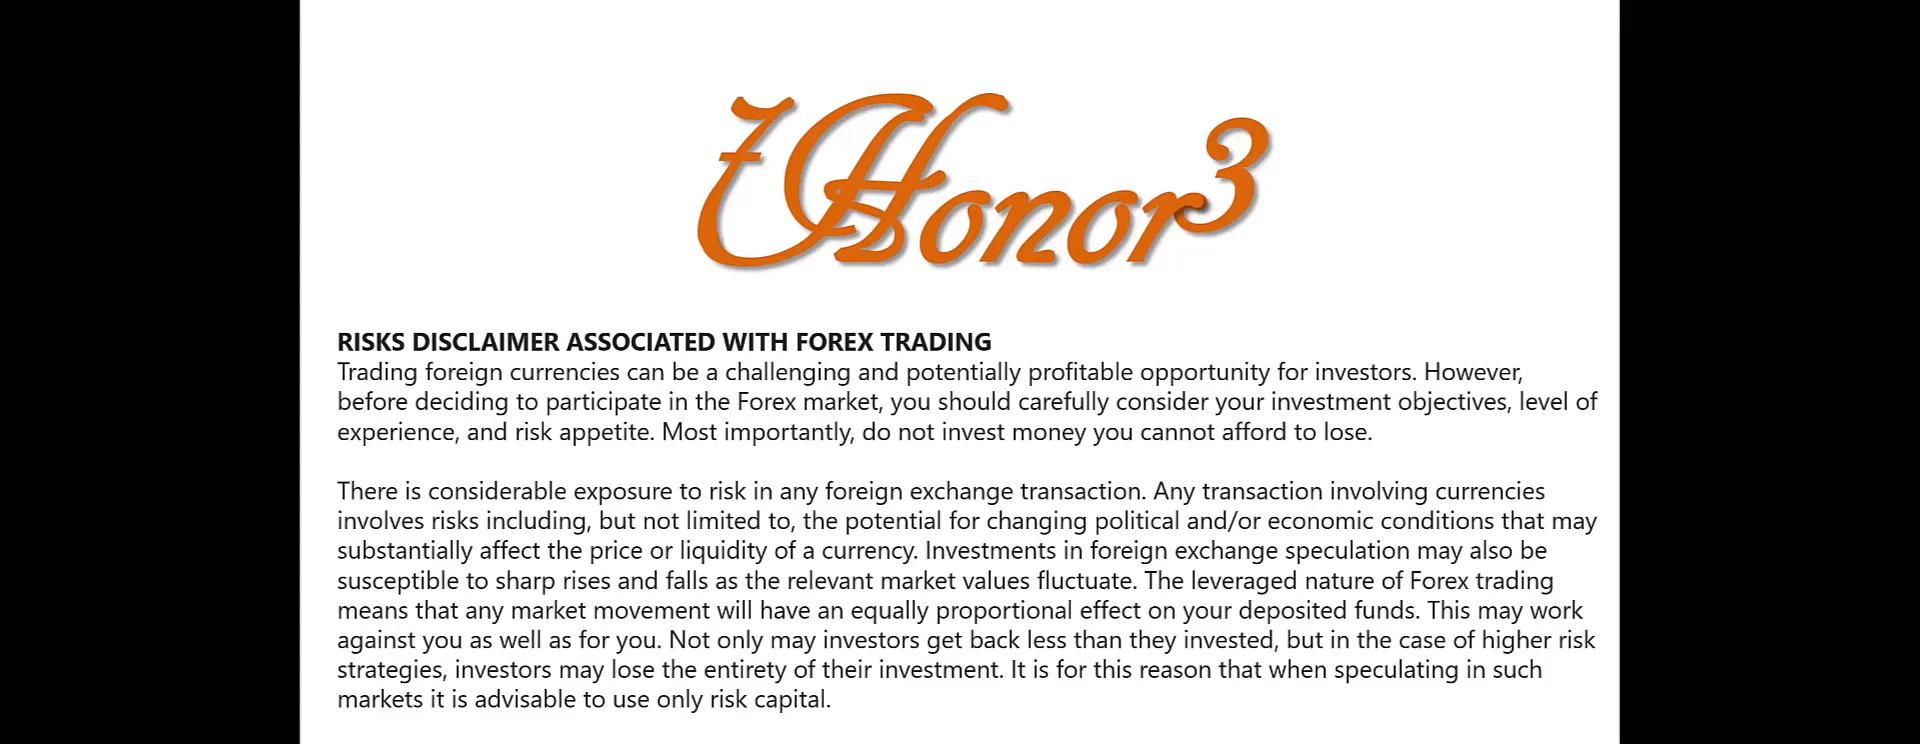 Honor3
RISKS DISCLAIMER ASSOCIATED WITH FOREX TRADING
Trading foreign currencies can be a challenging and potentially profitable opportunity for investors. However,
before deciding to participate in the Forex market, you should carefully consider your investment objectives, level of
experience, and risk appetite. Most importantly, do not invest money you cannot afford to lose.
There is considerable exposure to risk in any foreign exchange transaction. Any transaction involving currencies
involves risks including, but not limited to, the potential for changing political and/or economic conditions that may
substantially affect the price or liquidity of a currency. Investments in foreign exchange speculation may also be
susceptible to sharp rises and falls as the relevant market values fluctuate. The leveraged nature of Forex trading
means that any market movement will have an equally proportional effect on your deposited funds. This may work
against you as well as for you. Not only may investors get back less than they invested, but in the case of higher risk
strategies, investors may lose the entirety of their investment. It is for this reason that when speculating in such
markets it is advisable to use only risk capital.